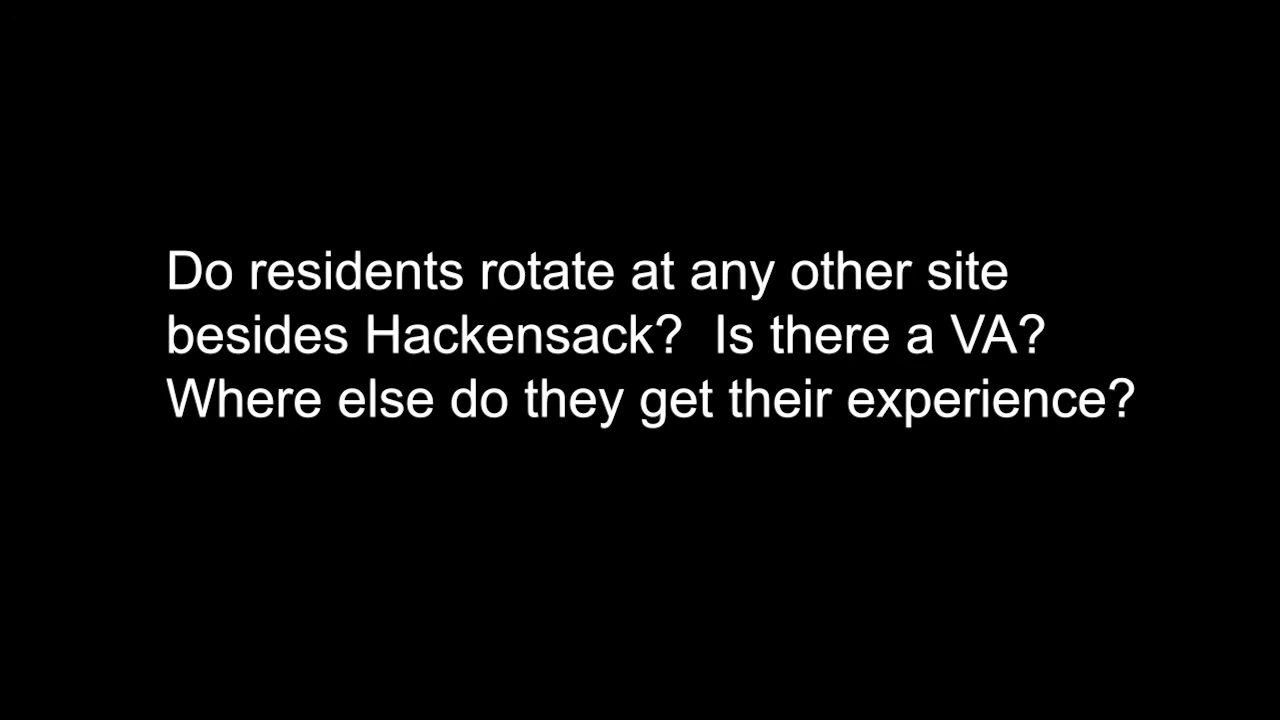 Do residents rotate at any other site
besides Hackensack?  Is there a VA?
Where else do they get their experience?